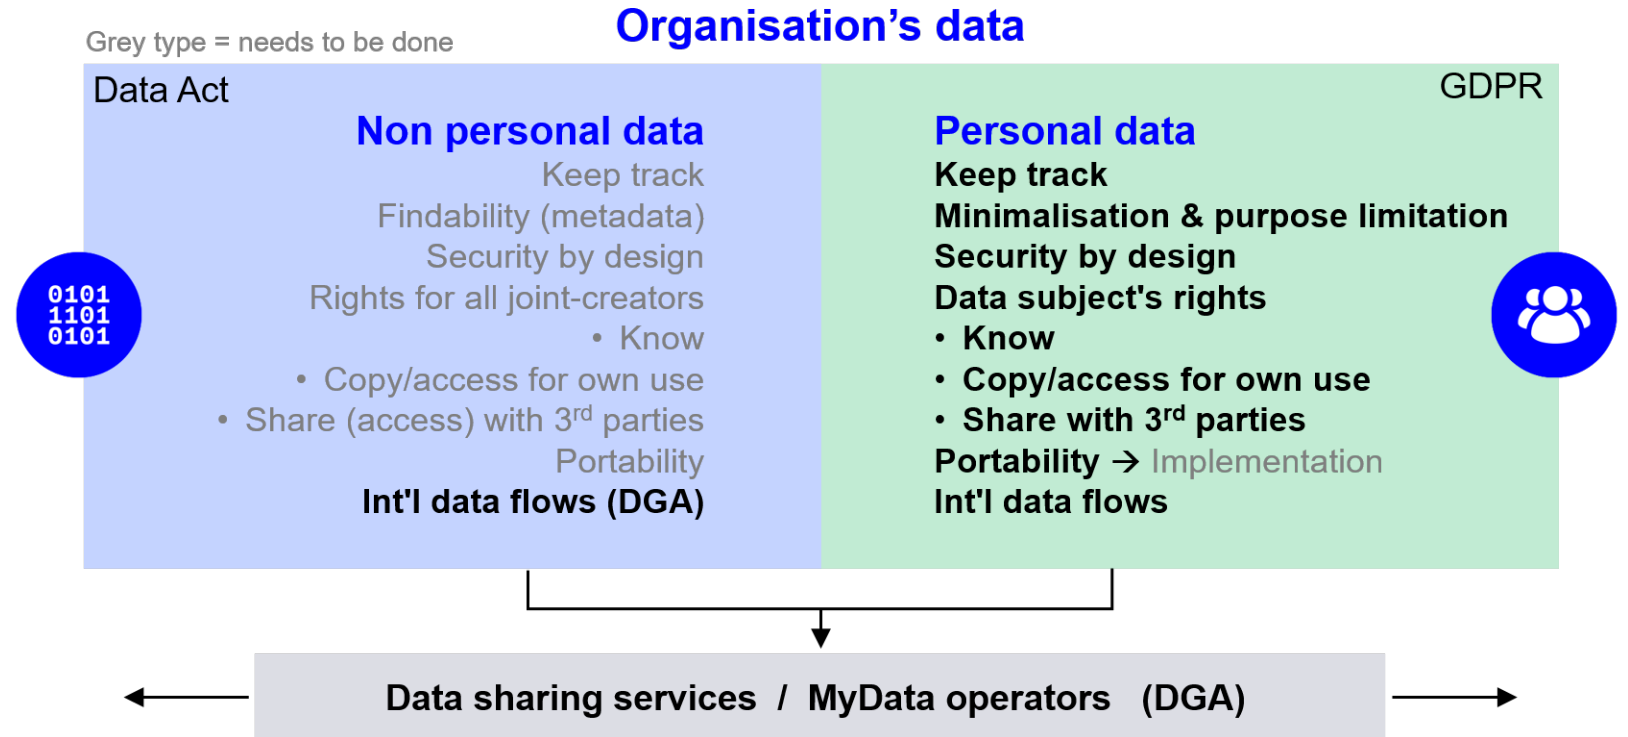 Organisation's data
Grey type = needs to be done
Data Act
Non personal data
Keep track
Findability (metadata)
Security by design
Rights for all joint-creators
• Know
• Copy/access for own use
• Share (access) with 3rd parties
Portability
Int'l data flows (DGA)
0101
1101
0101
GDPR
Personal data
Keep track
Minimalisation & purpose limitation
Security by design
Data subject's rights
• Know
• Copy/access for own use
• Share with 3rd parties
Portability → Implementation
Int'l data flows
Data sharing services / MyData operators (DGA)